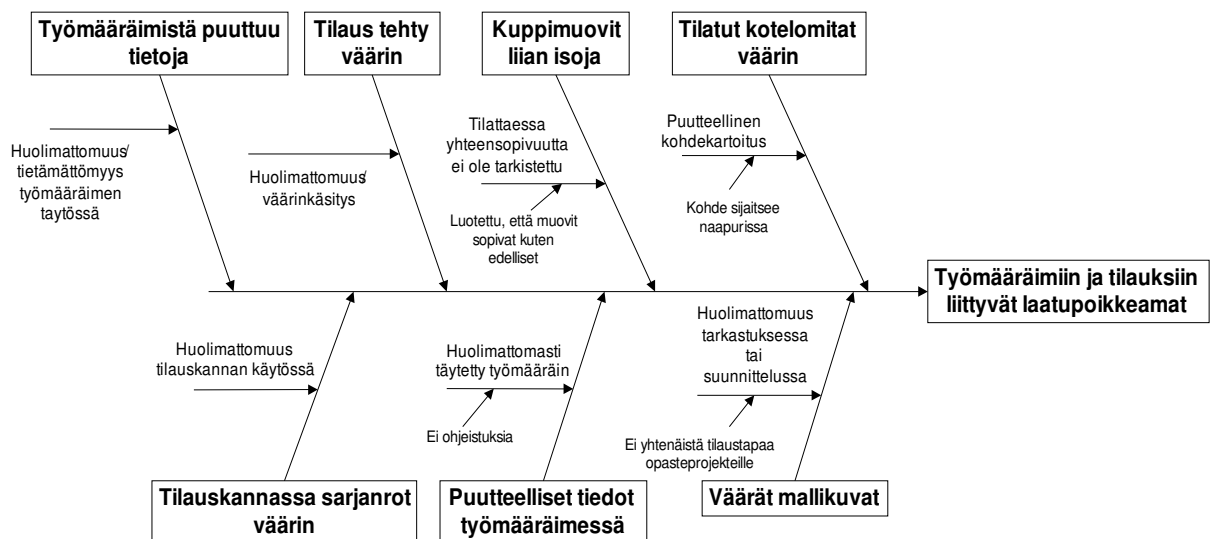 Työmääräimistä puuttuu
tietoja
Tilaus tehty
väärin
Kuppimuovit
liian isoja
Tilatut kotelomitat
väärin
Huolimattomuus/
tietämättömyys
työmääräimen
taytössä
Huolimattomuus/
väärinkäsitys
Tilattaessa
yhteensopivuutta
ei ole tarkistettu
Luotettu, että muovit
sopivat kuten
edelliset
Puutteellinen
kohdekartoitus
Kohde sijaitsee
naapurissa
Työmääräimiin ja tilauksiin
liittyvät laatupoikkeamat
Huolimattomuus
tilauskannan käytössä
Huolimattomasti
täytetty työmääräin
Ei ohjeistuksia
Huolimattomuus
tarkastuksessa
tai
suunnittelussa
Ei yhtenäistä tilaustapaa
opasteprojekteille
Tilauskannassa sarjanrot
väärin
Puutteelliset tiedot
työmääräimessä
Väärät mallikuvat